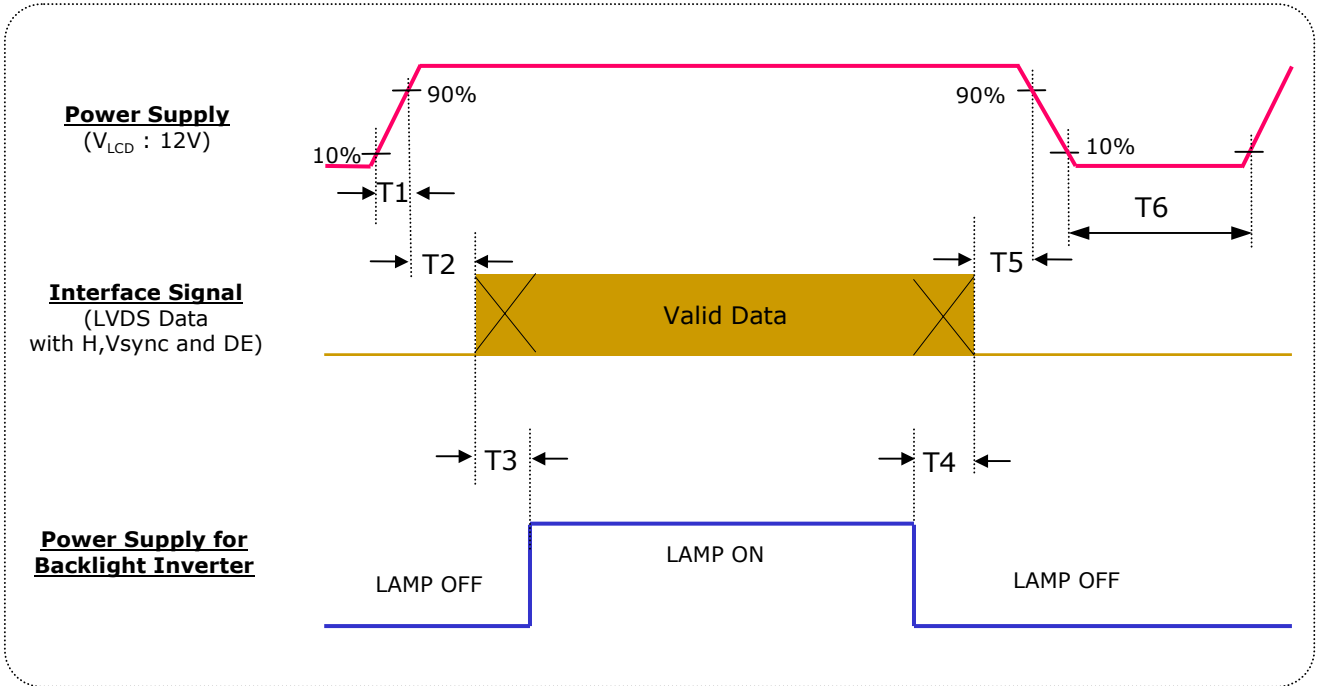 Power Supply
(VLCD : 12V)
90%
10%
90%
10%
T1
T6
T2
T5
Interface Signal
(LVDS Data
with H,Vsync and DE)
Valid Data
T3
T4
Power Supply for
Backlight Inverter
LAMP OFF
LAMP ON
LAMP OFF